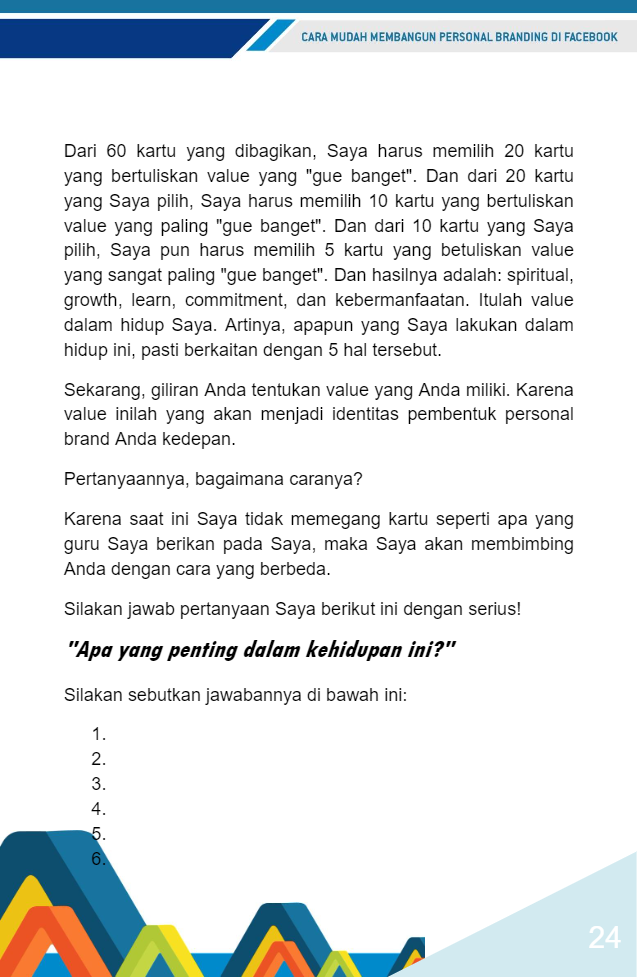 CARA MUDAH MEMBANGUN PERSONAL BRANDING DI FACEBOOK
Dari 60 kartu yang dibagikan, Saya harus memilih 20 kartu
yang bertuliskan value yang "gue banget". Dan dari 20 kartu
yang Saya pilih, Saya harus memilih 10 kartu yang bertuliskan
value yang paling "gue banget". Dan dari 10 kartu yang Saya
pilih, Saya pun harus memilih 5 kartu yang betuliskan value
yang sangat paling "gue banget". Dan hasilnya adalah: spiritual,
growth, learn, commitment, dan kebermanfaatan. Itulah value
dalam hidup Saya. Artinya, apapun yang Saya lakukan dalam
hidup ini, pasti berkaitan dengan 5 hal tersebut.
Sekarang, giliran Anda tentukan value yang Anda miliki. Karena
value inilah yang akan menjadi identitas pembentuk personal
brand Anda kedepan.
Pertanyaannya, bagaimana caranya?
Karena saat ini Saya tidak memegang kartu seperti apa yang
guru Saya berikan pada Saya, maka Saya akan membimbing
Anda dengan cara yang berbeda.
Silakan jawab pertanyaan Saya berikut ini dengan serius!
"Apa yang penting dalam kehidupan ini?"
Silakan sebutkan jawabannya di bawah ini:
1.
2.
3.
4.
5.
6.
24